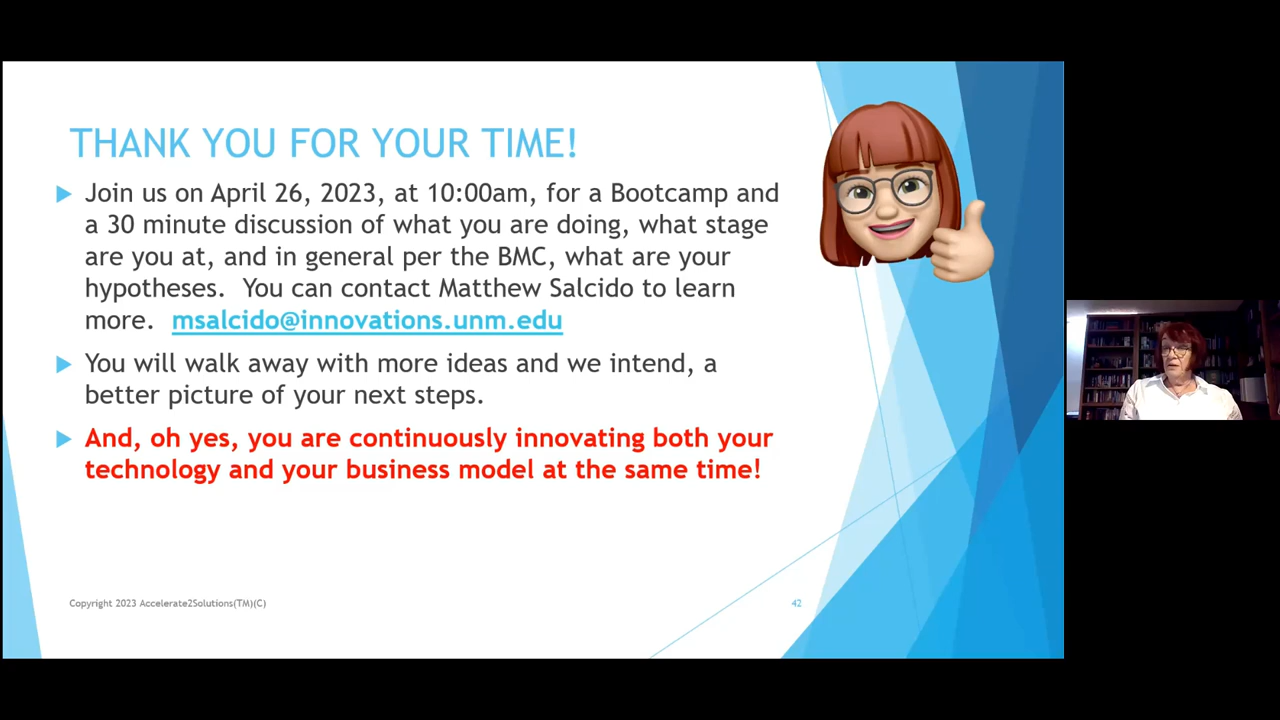 THANK YOU FOR YOUR TIME!
Join us on April 26, 2023, at 10:00am, for a Bootcamp and
a 30 minute discussion of what you are doing, what stage
are you at, and in general per the BMC, what are your
hypotheses. You can contact Matthew Salcido to learn
more. msalcido@innovations.unm.edu
You will walk away with more ideas and we intend, a
better picture of your next steps.
And, oh yes, you are continuously innovating both your
technology and your business model at the same time!
Copyright 2023 Accelerate2Solutions(TM)(C)
42